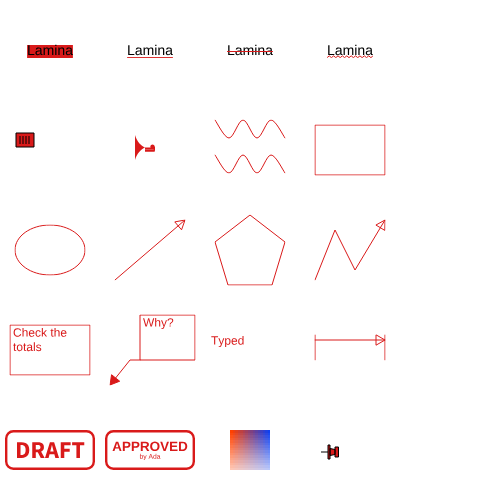 Lamina Lamina Lamina Lamina
Check the
totals
Why?
Typed
DRAFT
APPROVED
by Ada